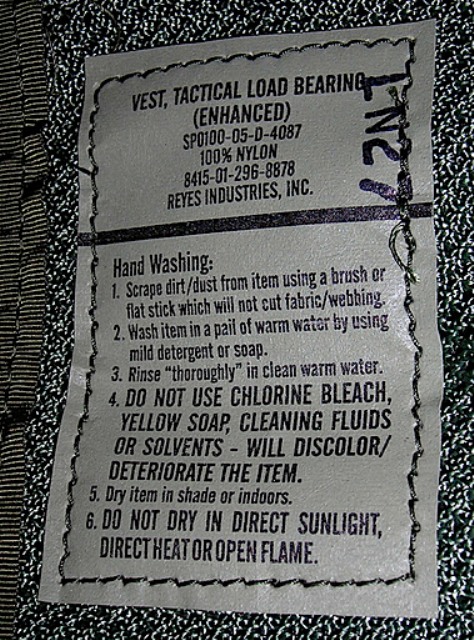 VEST, TACTICAL LOAD BEARING
(ENHANCED)
SP0100-05-D-4087
100% NYLON
8415-01-296-8878
REYES INDUSTRIES, INC.
Hand Washing:
1. Scrape dirt/dust from item using a brush or
flat stick which will not cut fabric/webbing.
2. Wash item in a pail of warm water by using
mild detergent or soap.
3. Rinse "thoroughly" in clean warm water.
4. DO NOT USE CHLORINE BLEACH,
YELLOW SOAP, CLEANING FLUIDS
OR SOLVENTS - WILL DISCOLOR/
DETERIORATE THE ITEM.
5. Dry item in shade or indoors.
6. DO NOT DRY IN DIRECT SUNLIGHT,
DIRECT HEAT OR OPEN FLAME.